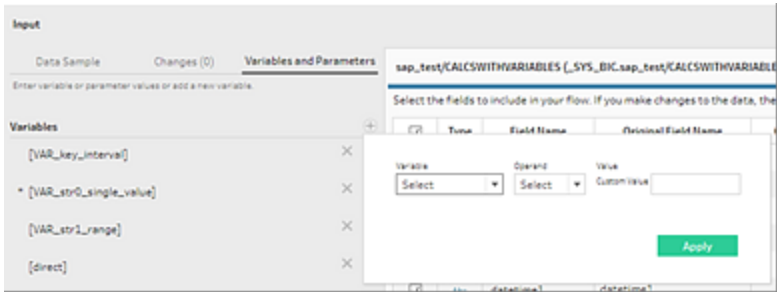 Input
Data Sample Changes (0) Variables and Parameters
Enter variable or parameter values or add a new variable.
Variables
[VAR_key_interval]
* [VAR_str0_single_value]
[VAR_str1_range]
[direct]
sap_test/CALCSWITHVARIABLES (_SYS_BIC.sap_test/CALCSWITHVARIABLE
Select the fields to include in your flow. If you make changes to the data, the
Type Field Name Original Field Name
Variable Operand Value
Select Select Custom Value
Apply
datetime1 datetime1